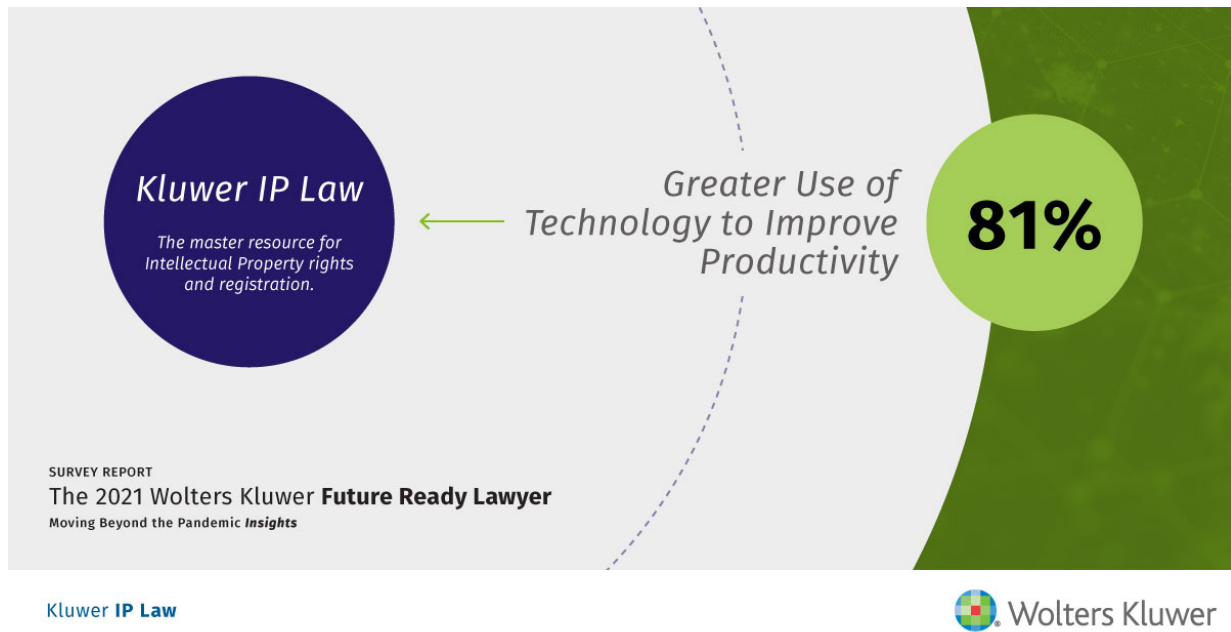 Kluwer IP Law
The master resource for
Intellectual Property rights
and registration.
Greater Use of
Technology to Improve
Productivity
81%
SURVEY REPORT
The 2021 Wolters Kluwer Future Ready Lawyer
Moving Beyond the Pandemic Insights
Kluwer IP Law
Wolters Kluwer